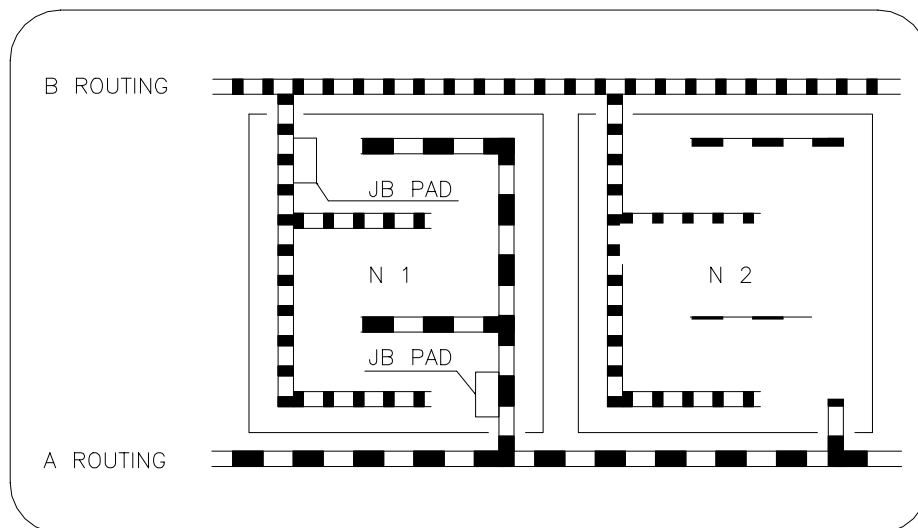 B ROUTING
JB PAD
N 1
N 2
JB PAD
A ROUTING